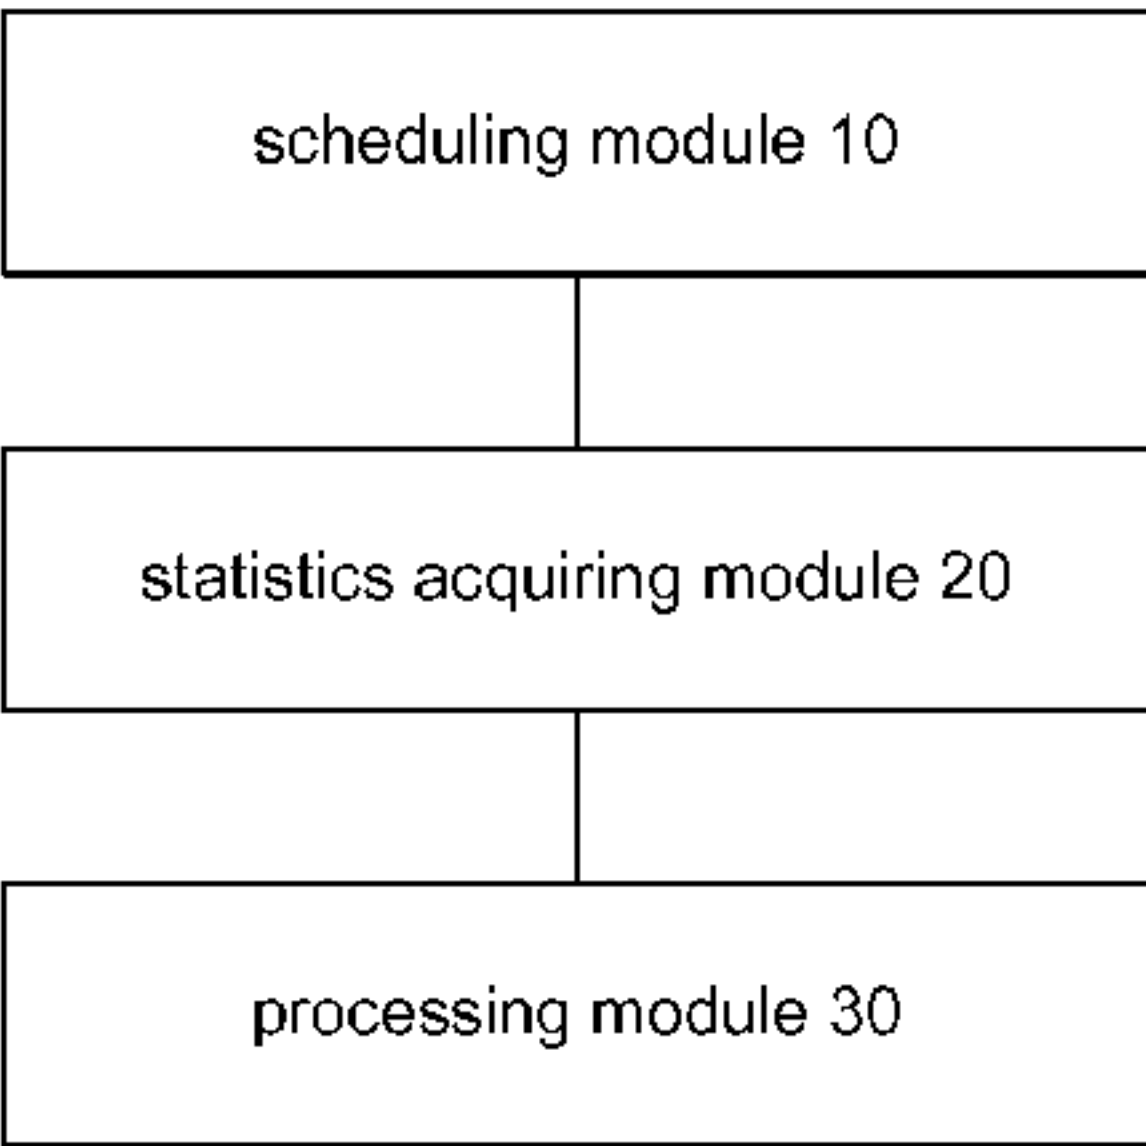 scheduling module 10
statistics acquiring module 20
processing module 30